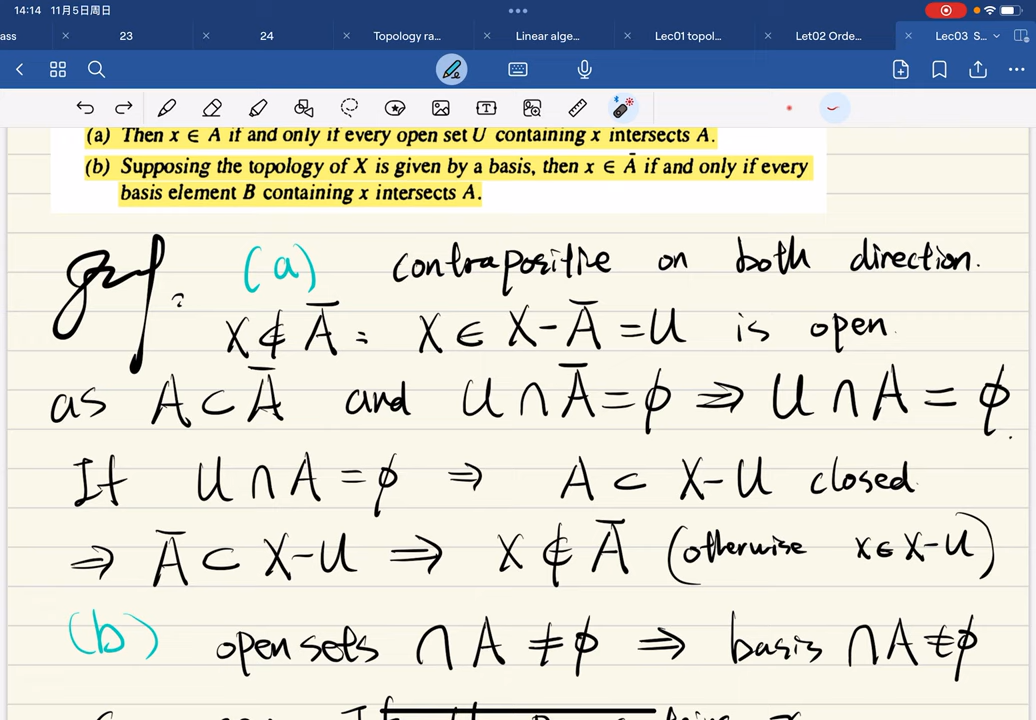 14:14 11月5日周日
ass 23 24 Topology ra... Linear alge... Lec01 topol... Let02 Orde... Lec03 S...
(a) Then x ∈ Ā if and only if every open set U containing x intersects A.
(b) Supposing the topology of X is given by a basis, then x ∈ Ā if and only if every
basis element B containing x intersects A.
(a) contrapositive on both direction.
X ∉ Ā : X ∈ X - Ā = U is open.
as A ⊂ Ā and U ∩ Ā = ϕ ⇒ U ∩ A = ϕ.
If U ∩ A = ϕ ⇒ A ⊂ X - U closed.
⇒ Ā ⊂ X - U ⇒ X ∉ Ā (otherwise x ∈ X - U)
(b) open sets ∩ A ≠ ϕ ⇒ basis ∩ A ≠ ϕ